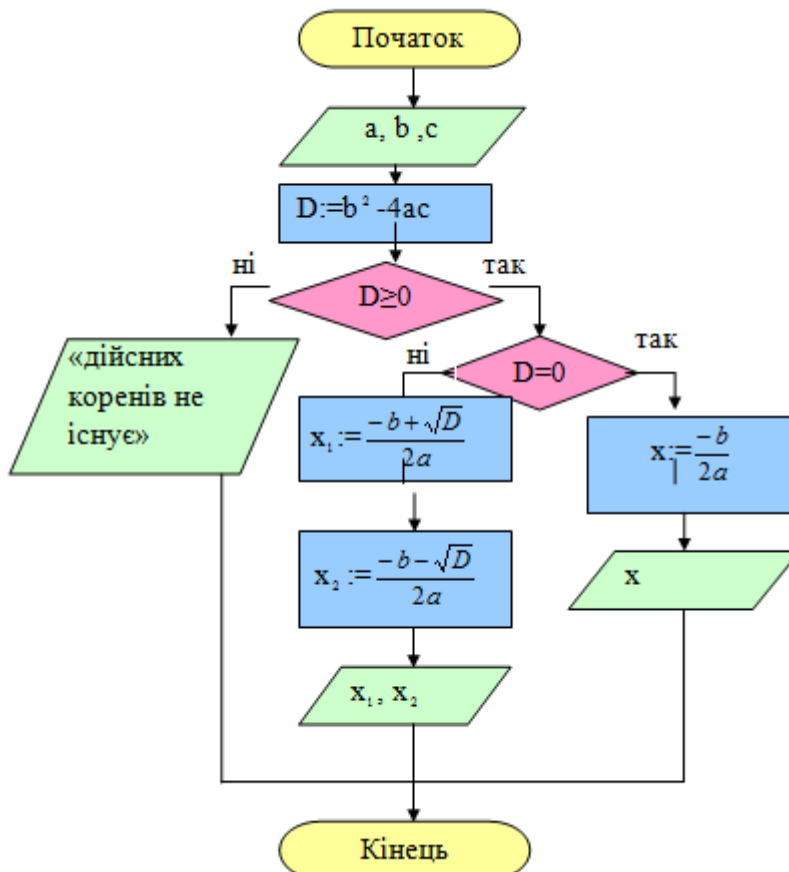 Початок
a, b ,c
D:=b² -4ac
ні
так
D≥0
«дійсних
коренів не
існує»
ні
так
D=0
x₁ := (-b + √D) / 2a
x := -b / 2a
x₂ := (-b - √D) / 2a
x
x₁, x₂
Кінець